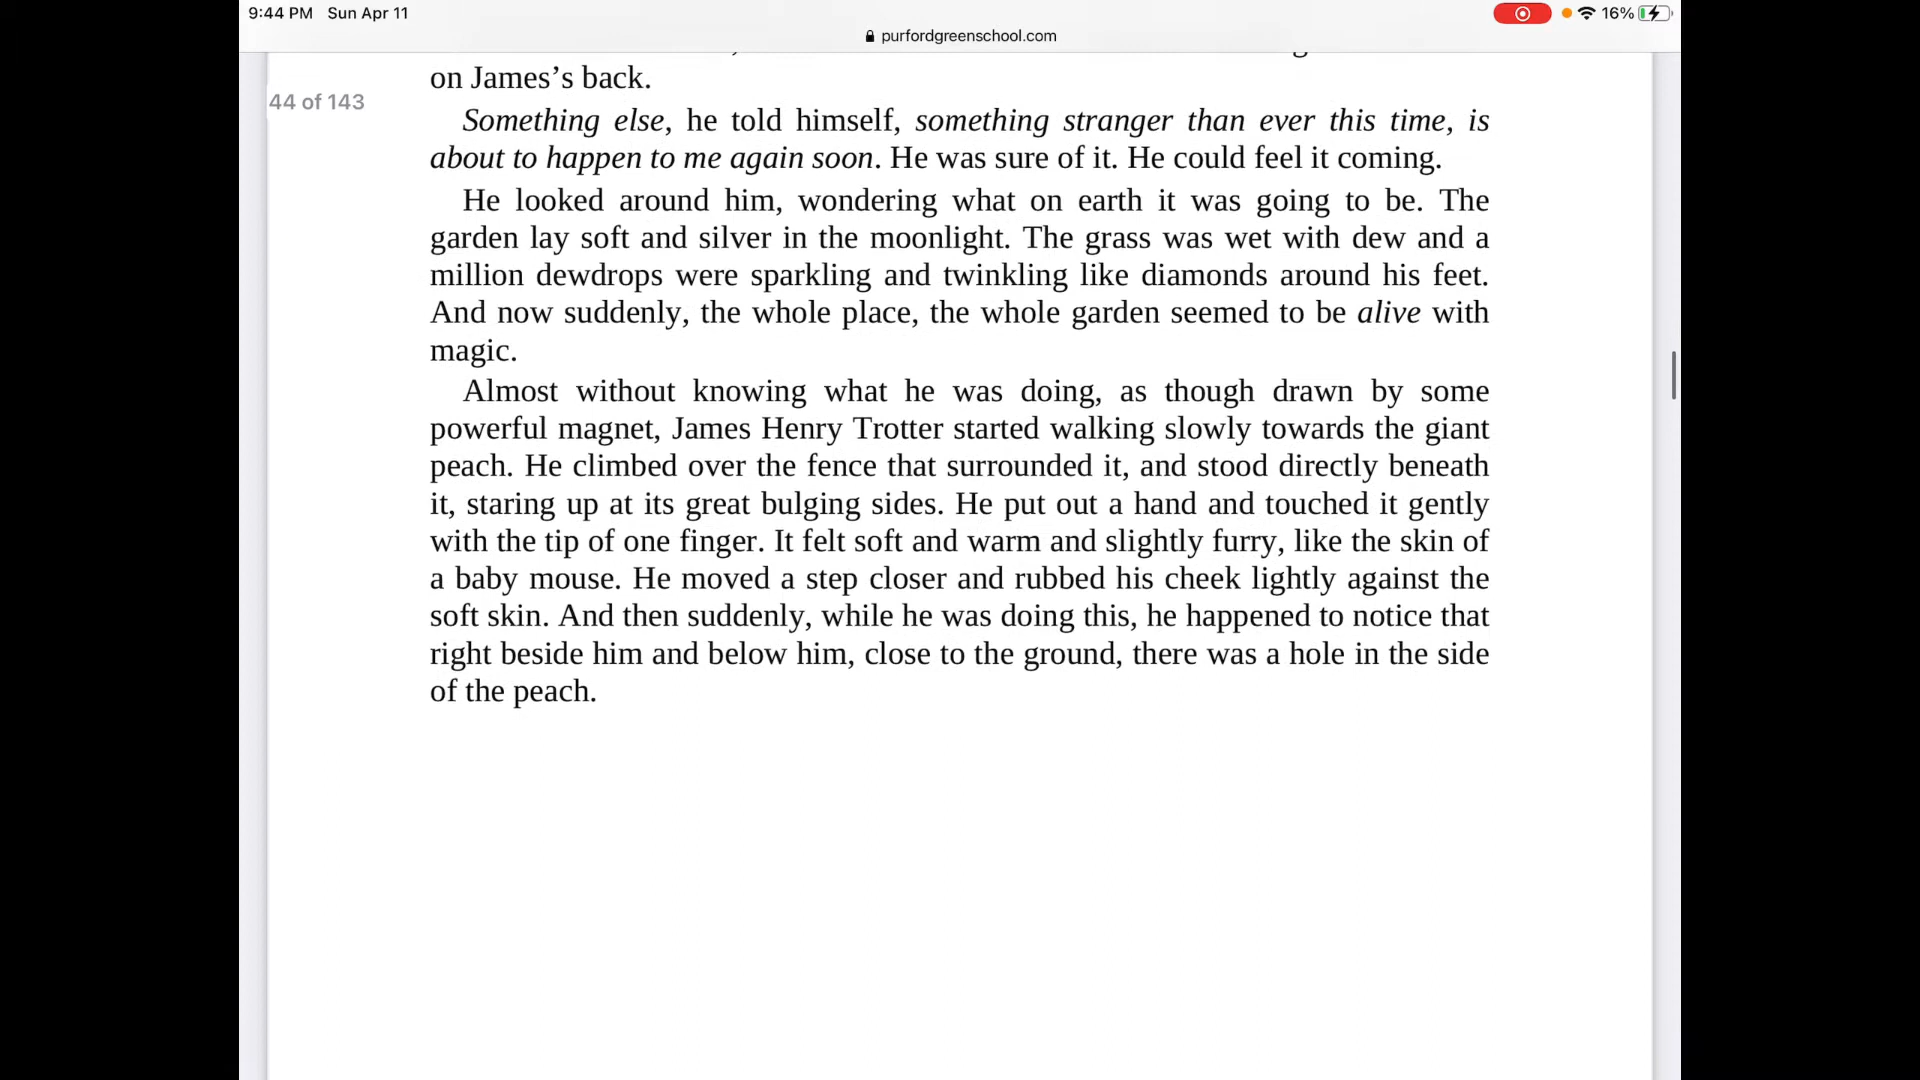 9:44 PM Sun Apr 11
16%
purfordgreenschool.com
44 of 143
on James’s back.
Something else, he told himself, something stranger than ever this time, is
about to happen to me again soon. He was sure of it. He could feel it coming.
He looked around him, wondering what on earth it was going to be. The
garden lay soft and silver in the moonlight. The grass was wet with dew and a
million dewdrops were sparkling and twinkling like diamonds around his feet.
And now suddenly, the whole place, the whole garden seemed to be alive with
magic.
Almost without knowing what he was doing, as though drawn by some
powerful magnet, James Henry Trotter started walking slowly towards the giant
peach. He climbed over the fence that surrounded it, and stood directly beneath
it, staring up at its great bulging sides. He put out a hand and touched it gently
with the tip of one finger. It felt soft and warm and slightly furry, like the skin of
a baby mouse. He moved a step closer and rubbed his cheek lightly against the
soft skin. And then suddenly, while he was doing this, he happened to notice that
right beside him and below him, close to the ground, there was a hole in the side
of the peach.